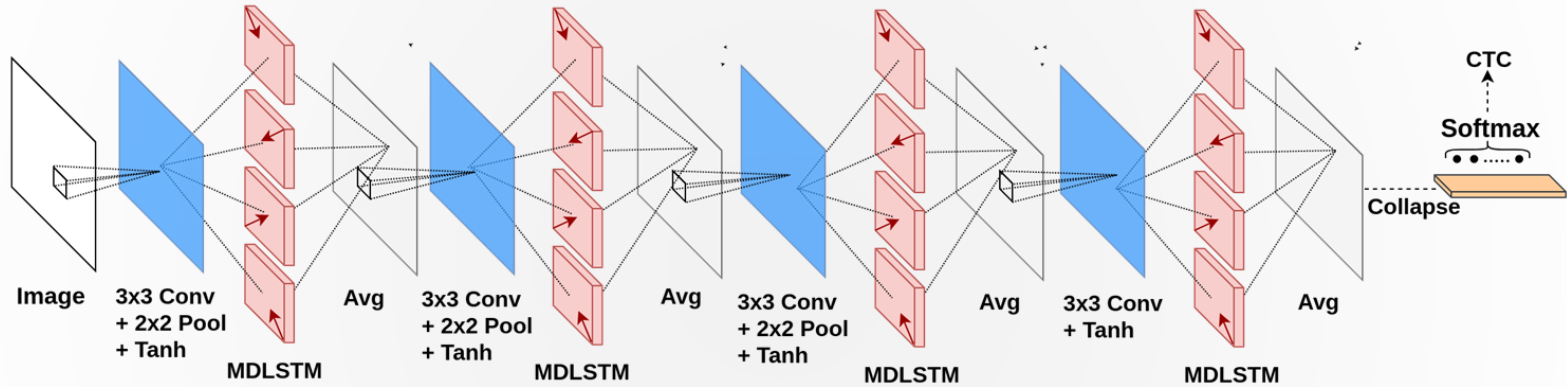 CTC
Softmax
Collapse
Image
3x3 Conv
+ 2x2 Pool
+ Tanh
MDLSTM
Avg
3x3 Conv
+ 2x2 Pool
+ Tanh
MDLSTM
Avg
3x3 Conv
+ 2x2 Pool
+ Tanh
MDLSTM
Avg
3x3 Conv
+ Tanh
MDLSTM
Avg